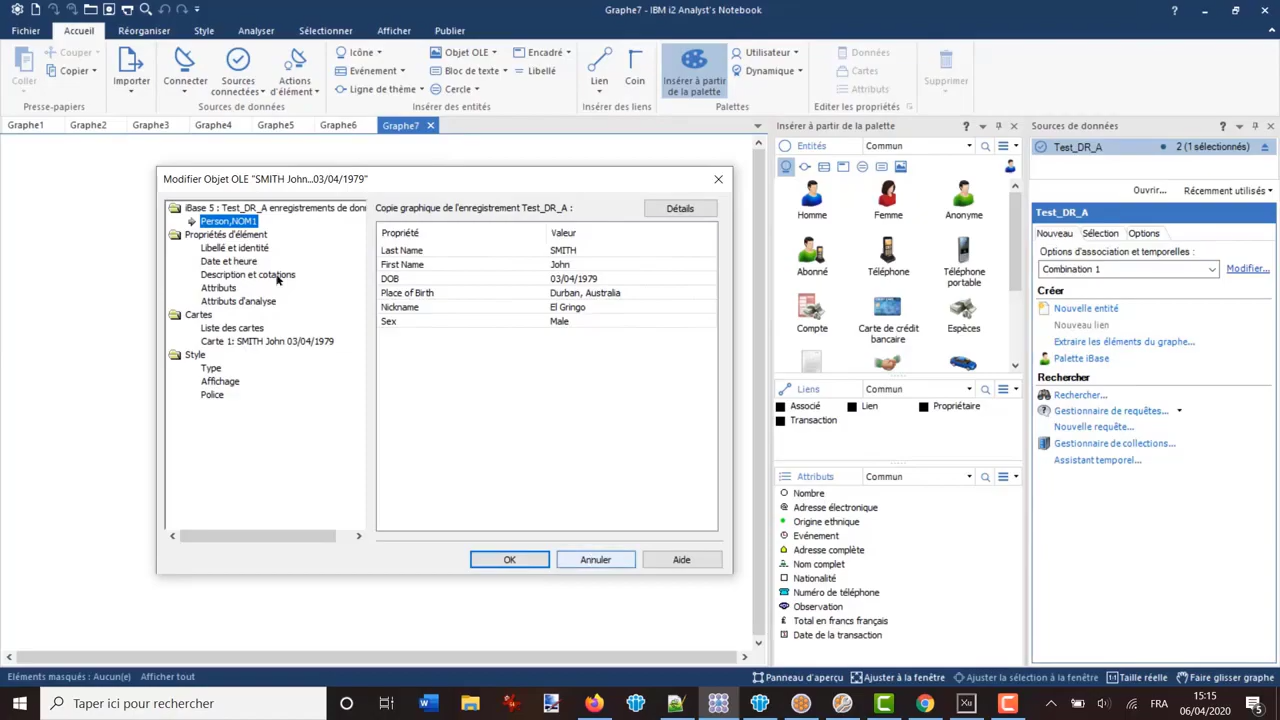 Graphe7 - IBM i2 Analyst's Notebook
Fichier Accueil Réorganiser Style Analyser Sélectionner Afficher Publier
Coller
Couper
Copier
Presse-papiers
Importer
Connecter
Sources connectées
Actions d'élément
Sources de données
Icône
Evénement
Ligne de thème
Objet OLE
Bloc de texte
Cercle
Encadré
Libellé
Insérer des entités
Lien
Coin
Insérer des liens
Insérer à partir de la palette
Utilisateur
Dynamique
Palettes
Données
Cartes
Attributs
Editer les propriétés
Supprimer
Graphe1 Graphe2 Graphe3 Graphe4 Graphe5 Graphe6 Graphe7
Modifier Objet OLE "SMITH John...03/04/1979"
iBase 5 : Test_DR_A enregistrements de don
Person,NOM1
Propriétés d'élément
Libellé et identité
Date et heure
Description et cotations
Attributs
Attributs d'analyse
Cartes
Liste des cartes
Carte 1: SMITH John 03/04/1979
Style
Type
Affichage
Police
Copie graphique de l'enregistrement Test_DR_A :
Détails
Propriété Valeur
Last Name SMITH
First Name John
DOB 03/04/1979
Place of Birth Durban, Australia
Nickname El Gringo
Sex Male
OK Annuler Aide
Insérer à partir de la palette
Entités Commun
Homme Femme Anonyme
Abonné Téléphone Téléphone portable
Compte Carte de crédit bancaire Espèces
Liens Commun
Associé Lien Propriétaire
Transaction
Attributs Commun
Nombre
Adresse électronique
Origine ethnique
Evénement
Adresse complète
Nom complet
Nationalité
Numéro de téléphone
Observation
Total en francs français
Date de la transaction
Sources de données
Test_DR_A 2 (1 sélectionnés)
Ouvrir... Récemment utilisés
Test_DR_A
Nouveau Sélection Options
Options d'association et temporelles :
Combination 1 Modifier...
Créer
Nouvelle entité
Nouveau lien
Extraire les éléments du graphe...
Palette iBase
Rechercher
Rechercher...
Gestionnaire de requêtes...
Nouvelle requête...
Gestionnaire de collections...
Assistant temporel...
Eléments masqués : Aucun(e) Afficher tout
Panneau d'aperçu Ajuster à la fenêtre Ajuster la sélection à la fenêtre Taille réelle Faire glisser graphe
Taper ici pour rechercher
FRA
15:15
06/04/2020